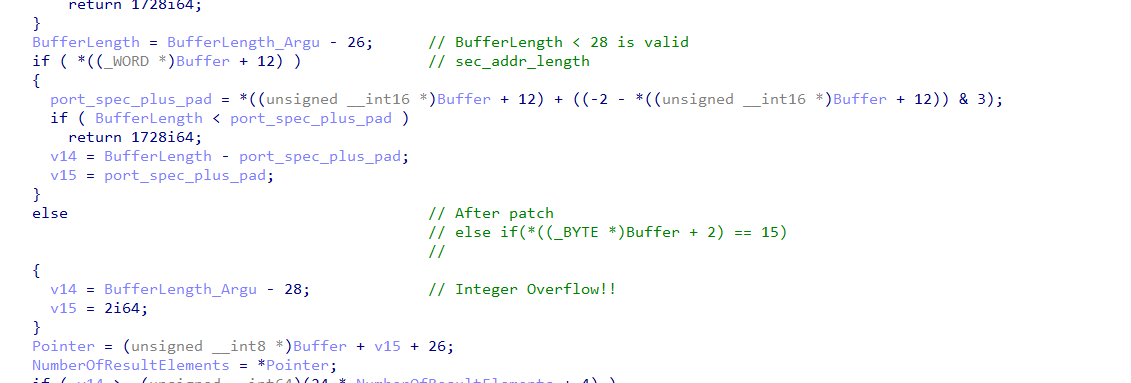 return 1728i64;
}
BufferLength = BufferLength_Argu - 26; // BufferLength < 28 is valid
if ( *((_WORD *)Buffer + 12) ) // sec_addr_length
{
port_spec_plus_pad = *((unsigned __int16 *)Buffer + 12) + ((-2 - *((unsigned __int16 *)Buffer + 12)) & 3);
if ( BufferLength < port_spec_plus_pad )
return 1728i64;
v14 = BufferLength - port_spec_plus_pad;
v15 = port_spec_plus_pad;
}
else // After patch
// else if(*((_BYTE *)Buffer + 2) == 15)
//
{
v14 = BufferLength_Argu - 28; // Integer Overflow!!
v15 = 2i64;
}
Pointer = (unsigned __int8 *)Buffer + v15 + 26;
NumberOfResultElements = *Pointer;